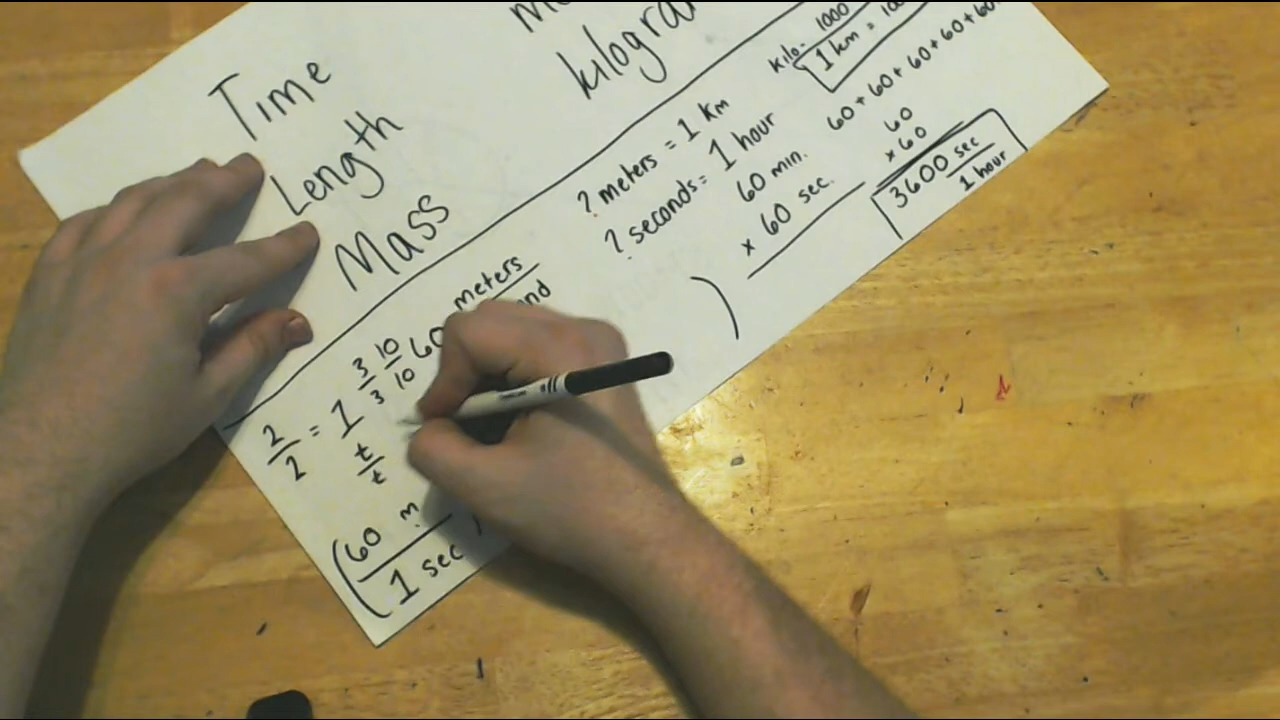 Time
Length
Mass
kilogra
kilo- 1000
1 km = 100
? meters = 1 km
? seconds = 1 hour
60 min.
x 60 sec.
60 + 60 + 60 + 60 + 60
60
x 60
3600 sec
1 hour
60 meters
2/2 = 1
3/3
10/10
t/t
(60 m
1 sec)
)